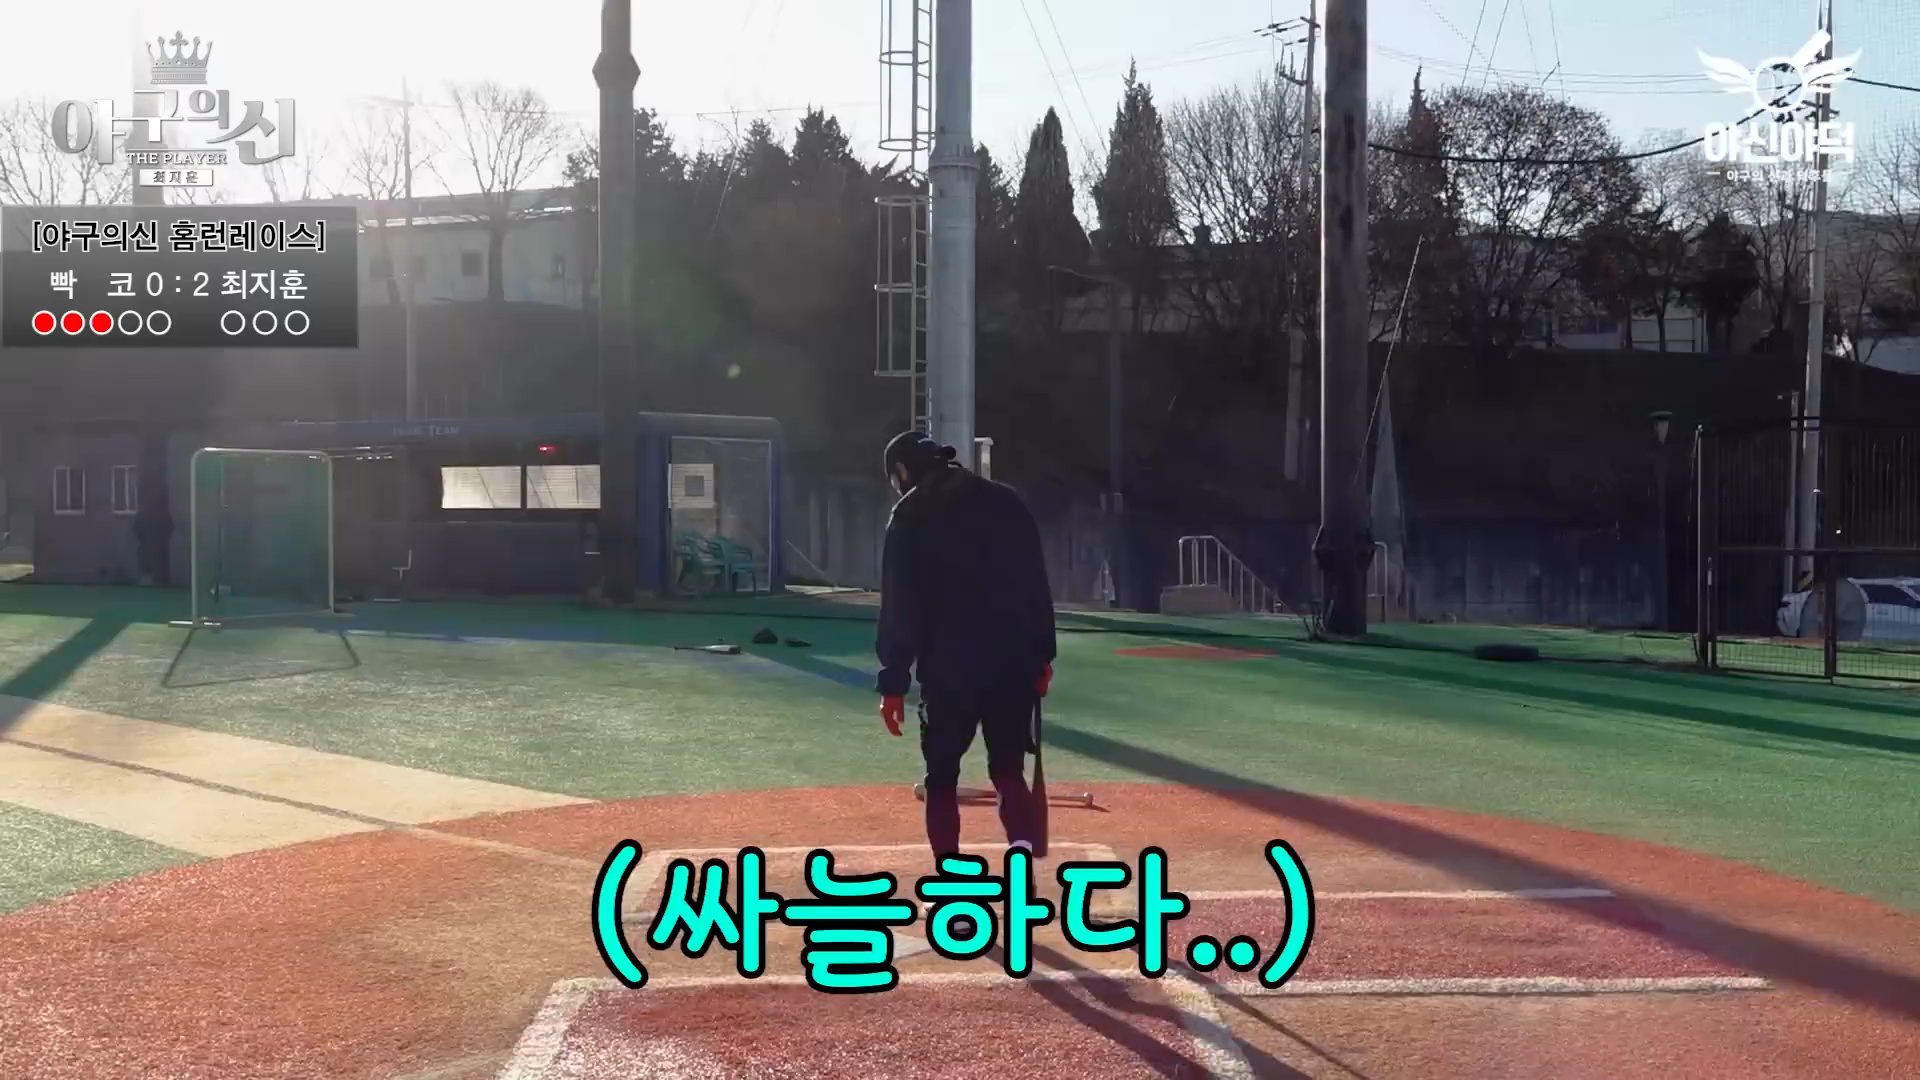 야구의신
THE PLAYER
최지훈
야신야덕
[야구의신 홈런레이스]
빡 코 0 : 2 최지훈
(싸늘하다..)